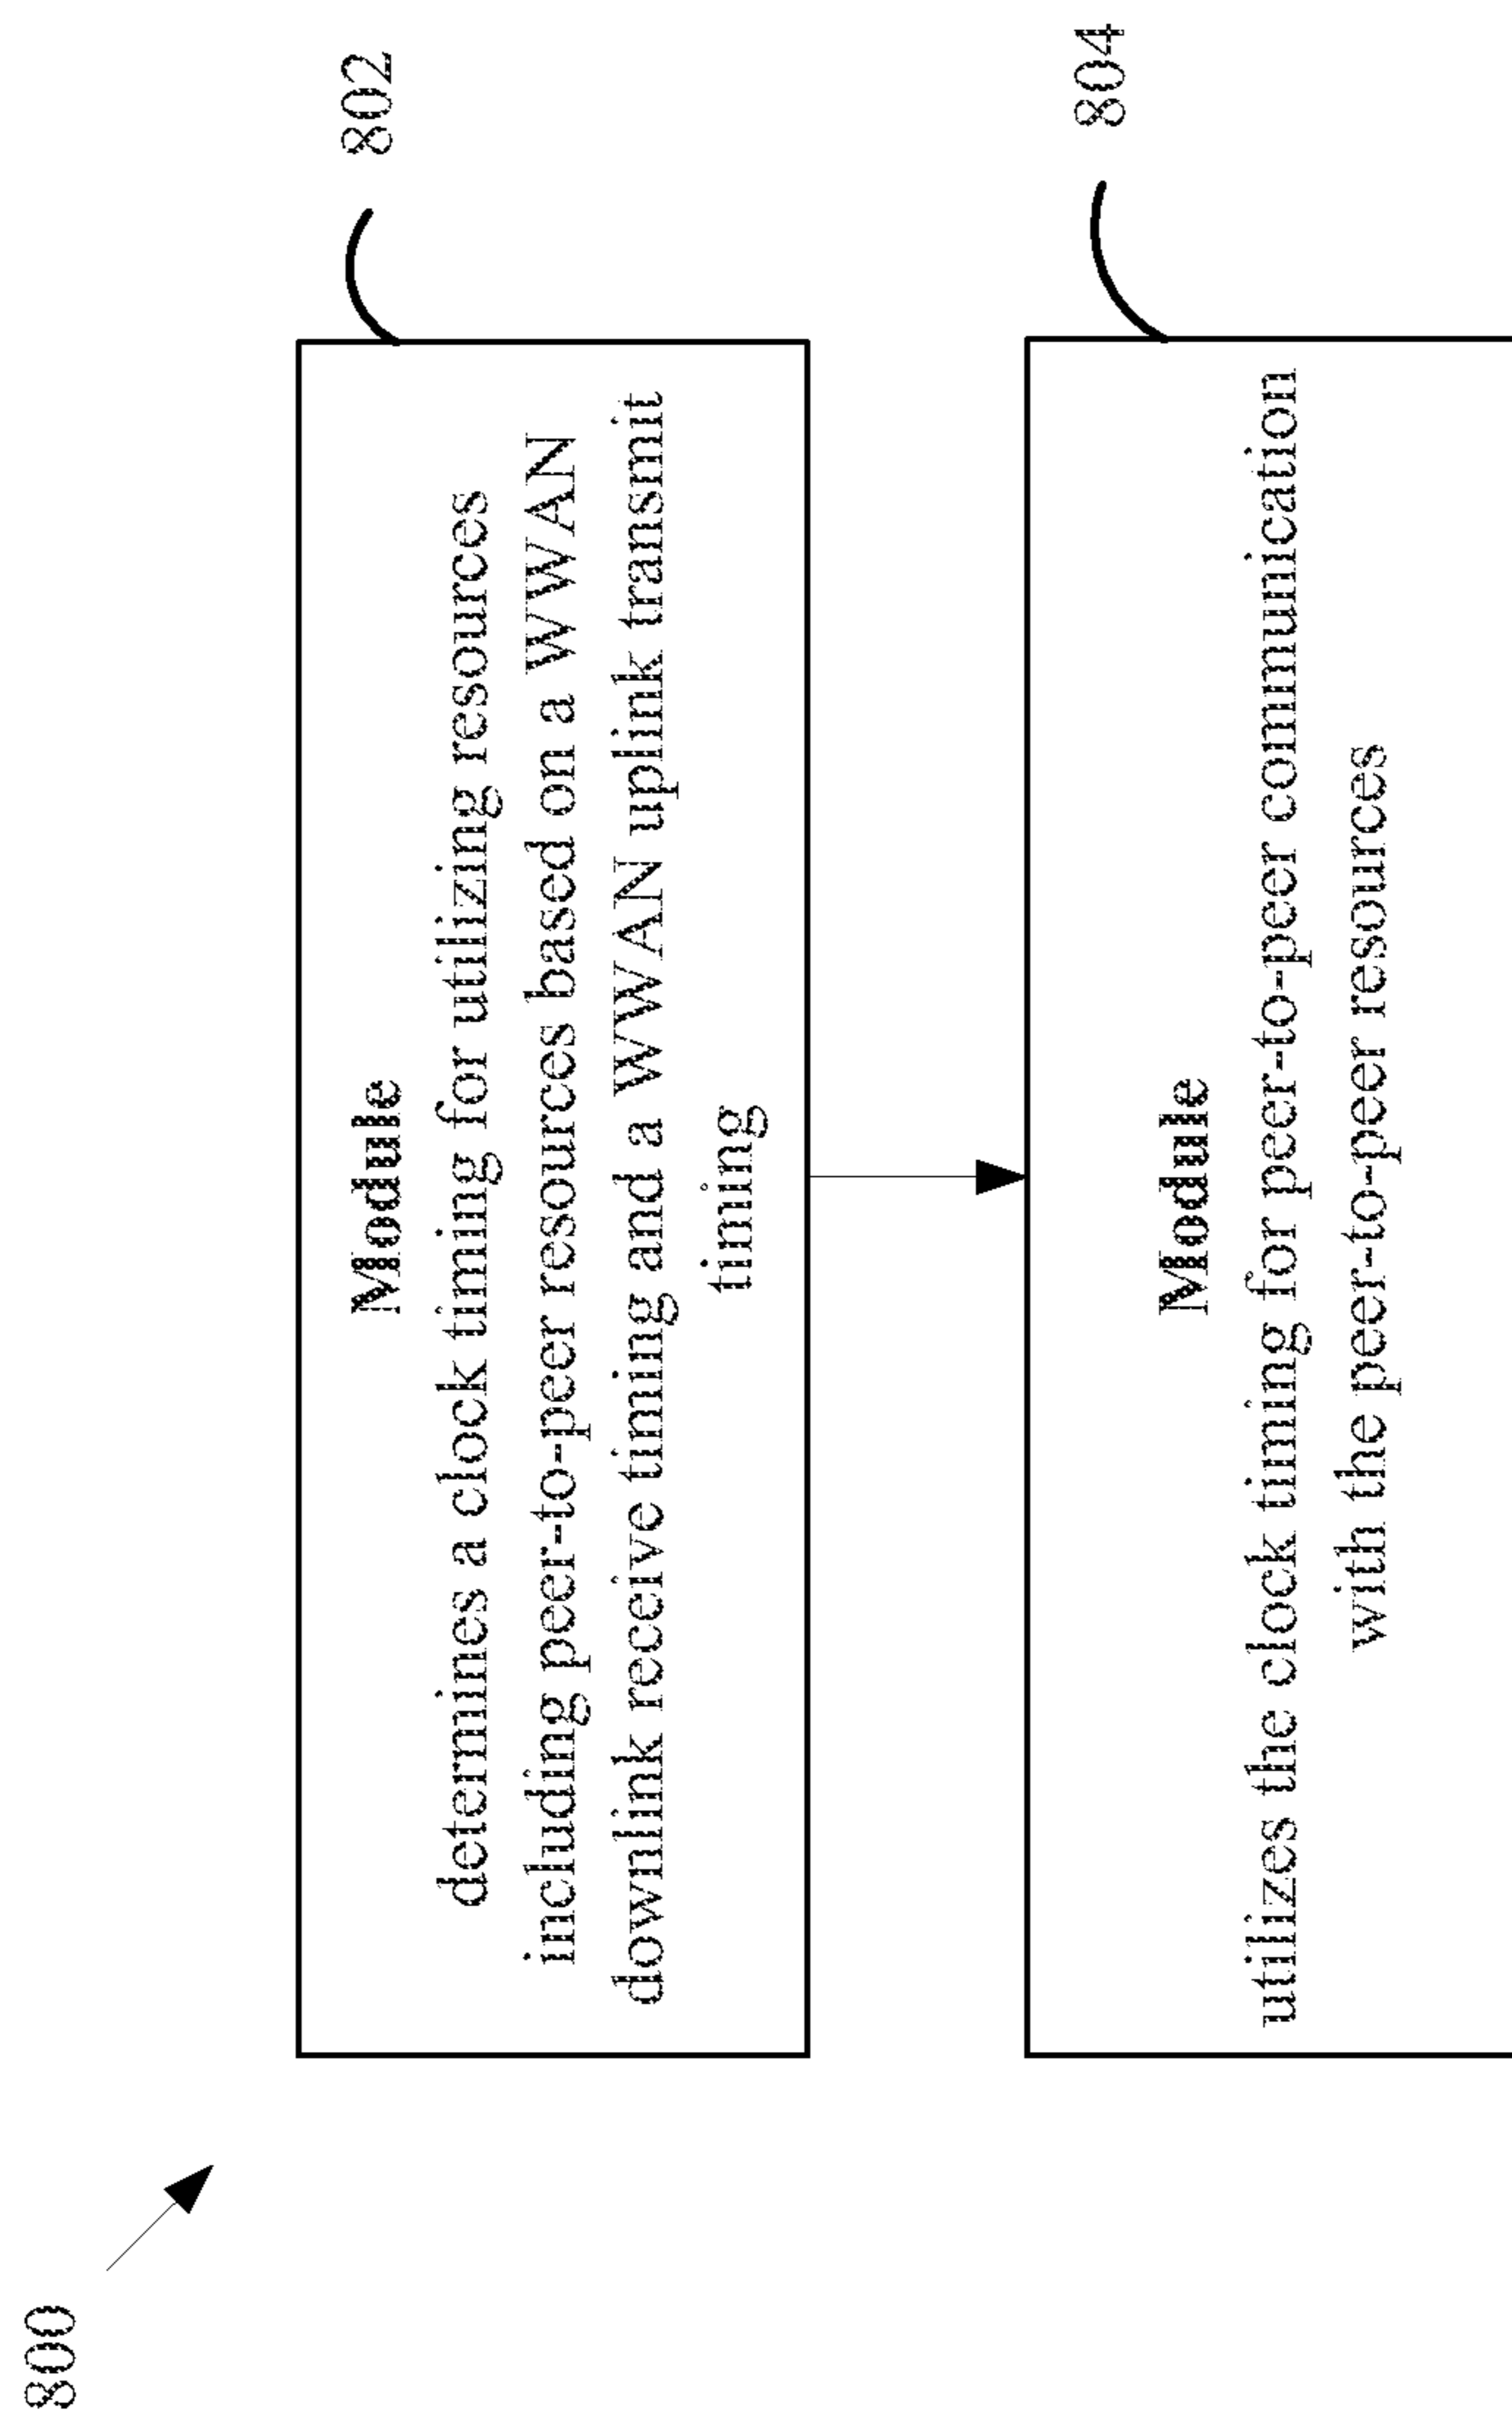 800
802
Module
determines a clock timing for utilizing resources
including peer-to-peer resources based on a WWAN
downlink receive timing and a WWAN uplink transmit
timing
804
Module
utilizes the clock timing for peer-to-peer communication
with the peer-to-peer resources